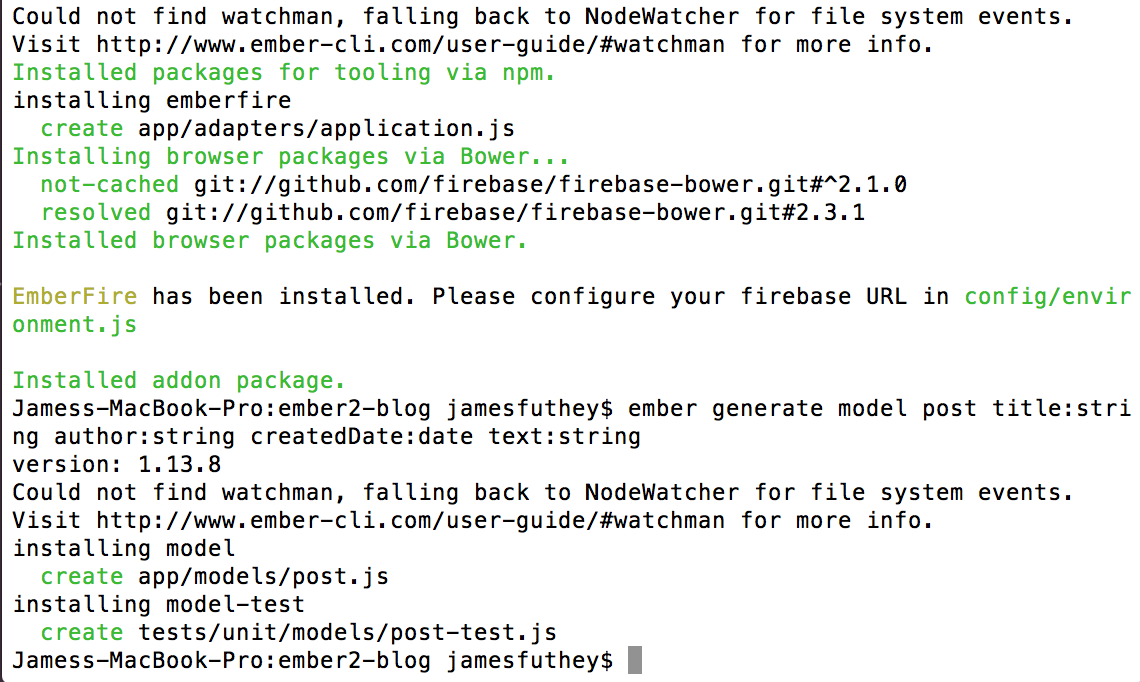 Could not find watchman, falling back to NodeWatcher for file system events.
Visit http://www.ember-cli.com/user-guide/#watchman for more info.
Installed packages for tooling via npm.
installing emberfire
  create app/adapters/application.js
Installing browser packages via Bower...
  not-cached git://github.com/firebase/firebase-bower.git#^2.1.0
  resolved git://github.com/firebase/firebase-bower.git#2.3.1
Installed browser packages via Bower.

EmberFire has been installed. Please configure your firebase URL in config/envir
onment.js

Installed addon package.
Jamess-MacBook-Pro:ember2-blog jamesfuthey$ ember generate model post title:stri
ng author:string createdDate:date text:string
version: 1.13.8
Could not find watchman, falling back to NodeWatcher for file system events.
Visit http://www.ember-cli.com/user-guide/#watchman for more info.
installing model
  create app/models/post.js
installing model-test
  create tests/unit/models/post-test.js
Jamess-MacBook-Pro:ember2-blog jamesfuthey$